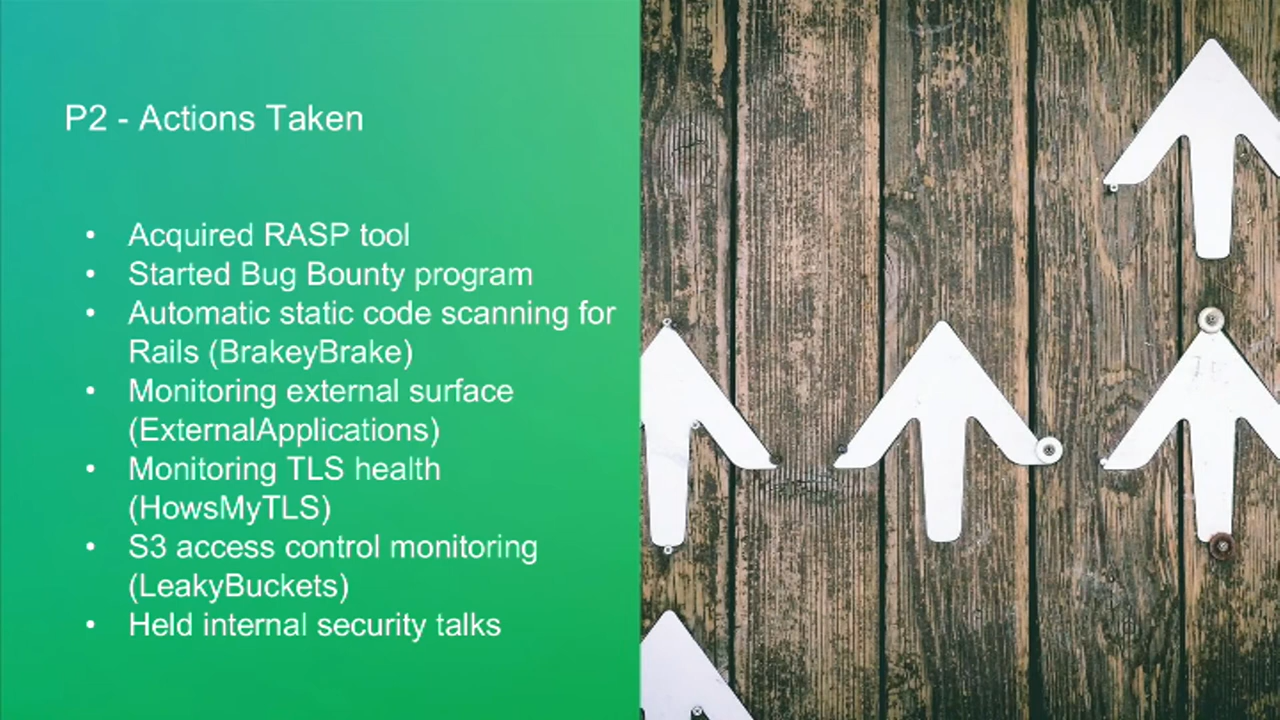 P2 - Actions Taken
• Acquired RASP tool
• Started Bug Bounty program
• Automatic static code scanning for
Rails (BrakeyBrake)
• Monitoring external surface
(ExternalApplications)
• Monitoring TLS health
(HowsMyTLS)
• S3 access control monitoring
(LeakyBuckets)
• Held internal security talks